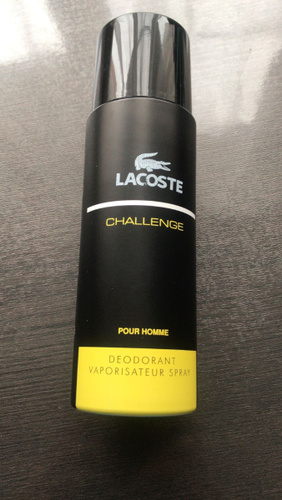 LACOSTE
CHALLENGE
POUR HOMME
DEODORANT
VAPORISATEUR SPRAY